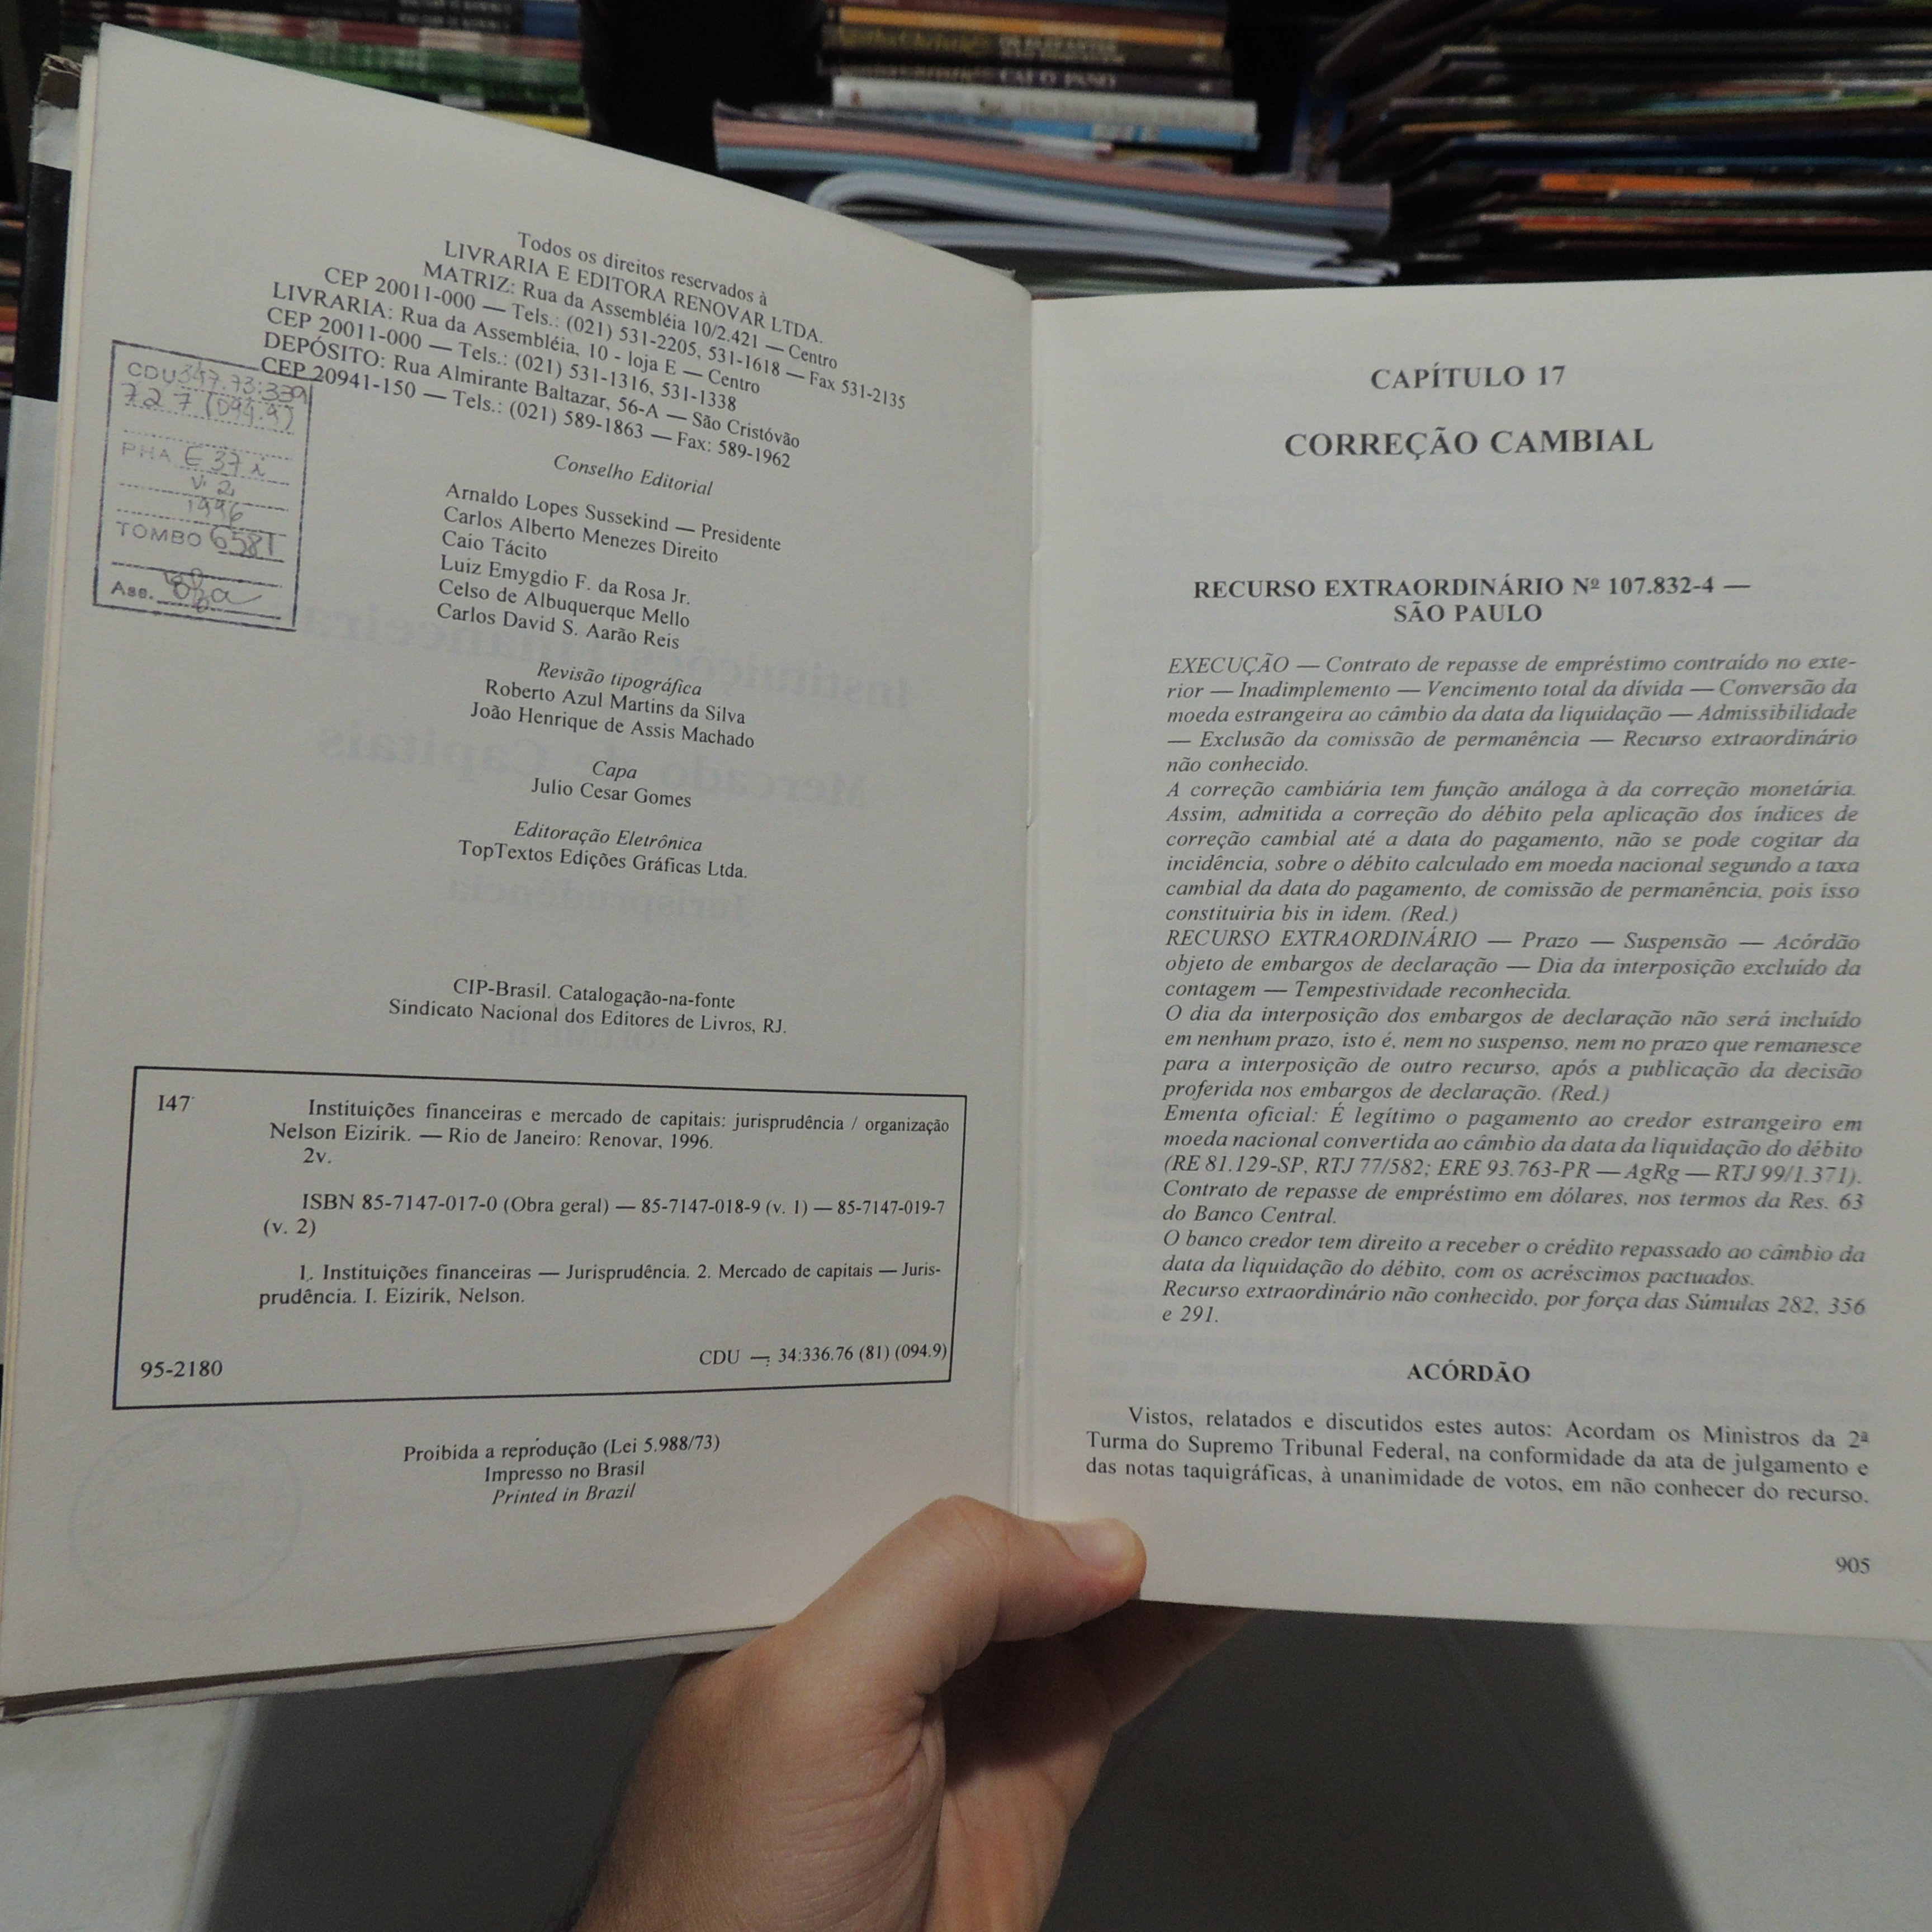 Todos os direitos reservados à
LIVRARIA E EDITORA RENOVAR LTDA.
MATRIZ: Rua da Assembléia 10/2.421 — Centro
CEP 20011-000 — Tels.: (021) 531-2205, 531-1618 — Fax 531-2135
LIVRARIA: Rua da Assembléia, 10 - loja E — Centro
CEP 20011-000 — Tels.: (021) 531-1316, 531-1338
DEPÓSITO: Rua Almirante Baltazar, 56-A — São Cristóvão
CEP 20941-150 — Tels.: (021) 589-1863 — Fax: 589-1962
CDU 347.73:339
727 (094.9)
PHA E37i
v. 2
1996
TOMBO 6581
Ass.
Conselho Editorial
Arnaldo Lopes Sussekind — Presidente
Carlos Alberto Menezes Direito
Caio Tácito
Luiz Emygdio F. da Rosa Jr.
Celso de Albuquerque Mello
Carlos David S. Aarão Reis
Revisão tipográfica
Roberto Azul Martins da Silva
João Henrique de Assis Machado
Capa
Julio Cesar Gomes
Editoração Eletrônica
TopTextos Edições Gráficas Ltda.
CIP-Brasil. Catalogação-na-fonte
Sindicato Nacional dos Editores de Livros, RJ.
I47
Instituições financeiras e mercado de capitais: jurisprudência / organização
Nelson Eizirik. — Rio de Janeiro: Renovar, 1996.
2v.
ISBN 85-7147-017-0 (Obra geral) — 85-7147-018-9 (v. 1) — 85-7147-019-7
(v. 2)
1. Instituições financeiras — Jurisprudência. 2. Mercado de capitais — Juris-
prudência. I. Eizirik, Nelson.
95-2180
CDU — 34:336.76 (81) (094.9)
Proibida a reprodução (Lei 5.988/73)
Impresso no Brasil
Printed in Brazil
CAPÍTULO 17
CORREÇÃO CAMBIAL
RECURSO EXTRAORDINÁRIO Nº 107.832-4 —
SÃO PAULO
EXECUÇÃO — Contrato de repasse de empréstimo contraído no exte-
rior — Inadimplemento — Vencimento total da dívida — Conversão da
moeda estrangeira ao câmbio da data da liquidação — Admissibilidade
— Exclusão da comissão de permanência — Recurso extraordinário
não conhecido.
A correção cambiária tem função análoga à da correção monetária.
Assim, admitida a correção do débito pela aplicação dos índices de
correção cambial até a data do pagamento, não se pode cogitar da
incidência, sobre o débito calculado em moeda nacional segundo a taxa
cambial da data do pagamento, de comissão de permanência, pois isso
constituiria bis in idem. (Red.)
RECURSO EXTRAORDINÁRIO — Prazo — Suspensão — Acórdão
objeto de embargos de declaração — Dia da interposição excluído da
contagem — Tempestividade reconhecida.
O dia da interposição dos embargos de declaração não será incluído
em nenhum prazo, isto é, nem no suspenso, nem no prazo que remanesce
para a interposição de outro recurso, após a publicação da decisão
proferida nos embargos de declaração. (Red.)
Ementa oficial: É legítimo o pagamento ao credor estrangeiro em
moeda nacional convertida ao câmbio da data da liquidação do débito
(RE 81.129-SP, RTJ 77/582; ERE 93.763-PR — AgRg — RTJ 99/1.371).
Contrato de repasse de empréstimo em dólares, nos termos da Res. 63
do Banco Central.
O banco credor tem direito a receber o crédito repassado ao câmbio da
data da liquidação do débito, com os acréscimos pactuados.
Recurso extraordinário não conhecido, por força das Súmulas 282, 356
e 291.
ACÓRDÃO
Vistos, relatados e discutidos estes autos: Acordam os Ministros da 2ª
Turma do Supremo Tribunal Federal, na conformidade da ata de julgamento e
das notas taquigráficas, à unanimidade de votos, em não conhecer do recurso.
905